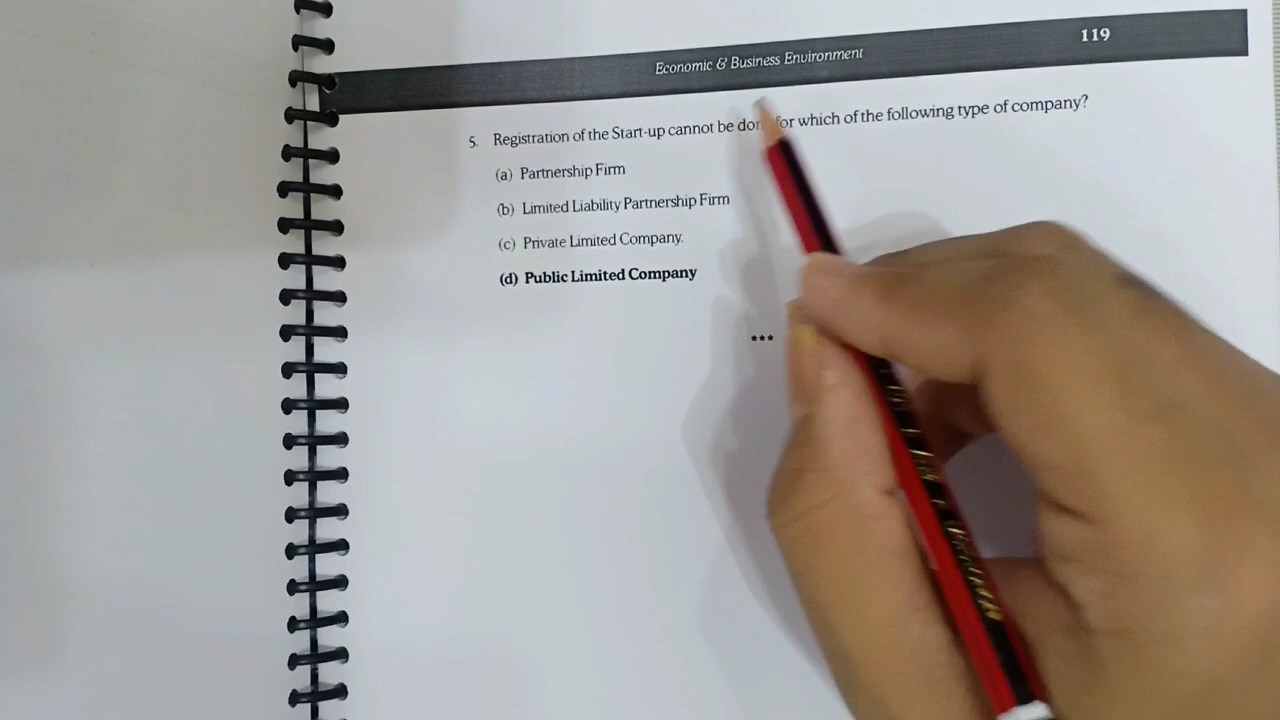 Economic & Business Environment 119
5. Registration of the Start-up cannot be for which of the following type of company?
(a) Partnership Firm
(b) Limited Liability Partnership Firm
(c) Private Limited Company.
(d) Public Limited Company
***